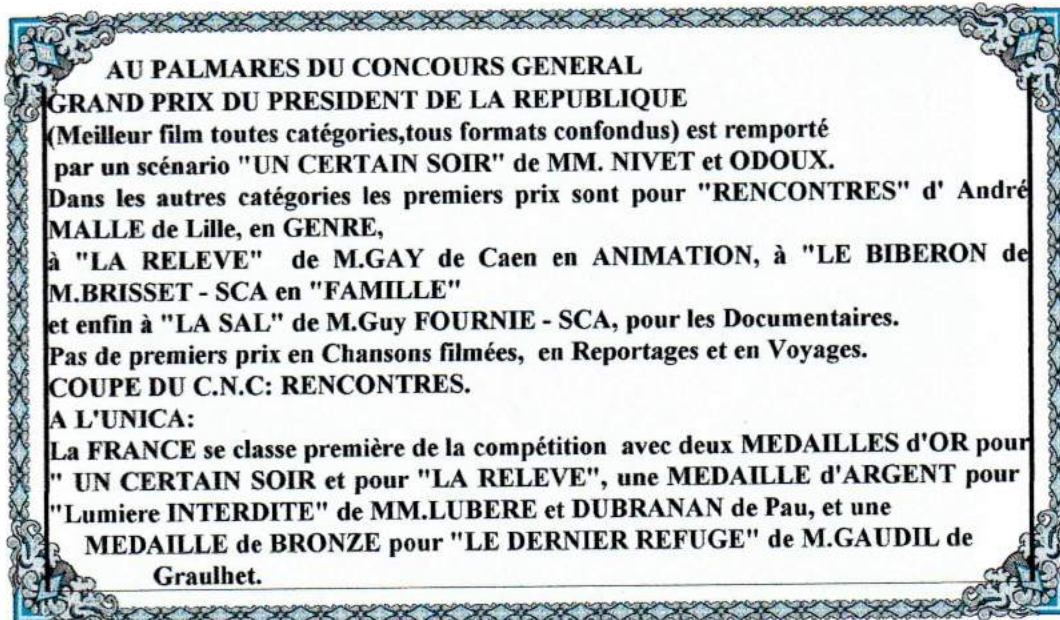 AU PALMARES DU CONCOURS GENERAL
GRAND PRIX DU PRESIDENT DE LA REPUBLIQUE
(Meilleur film toutes catégories,tous formats confondus) est remporté
par un scénario "UN CERTAIN SOIR" de MM. NIVET et ODOUX.
Dans les autres catégories les premiers prix sont pour "RENCONTRES" d' André
MALLE de Lille, en GENRE,
à "LA RELEVE" de M.GAY de Caen en ANIMATION, à "LE BIBERON de
M.BRISSET - SCA en "FAMILLE"
et enfin à "LA SAL" de M.Guy FOURNIE - SCA, pour les Documentaires.
Pas de premiers prix en Chansons filmées, en Reportages et en Voyages.
COUPE DU C.N.C: RENCONTRES.
A L'UNICA:
La FRANCE se classe première de la compétition avec deux MEDAILLES d'OR pour
" UN CERTAIN SOIR et pour "LA RELEVE", une MEDAILLE d'ARGENT pour
"Lumiere INTERDITE" de MM.LUBERE et DUBRANAN de Pau, et une
MEDAILLE de BRONZE pour "LE DERNIER REFUGE" de M.GAUDIL de
Graulhet.